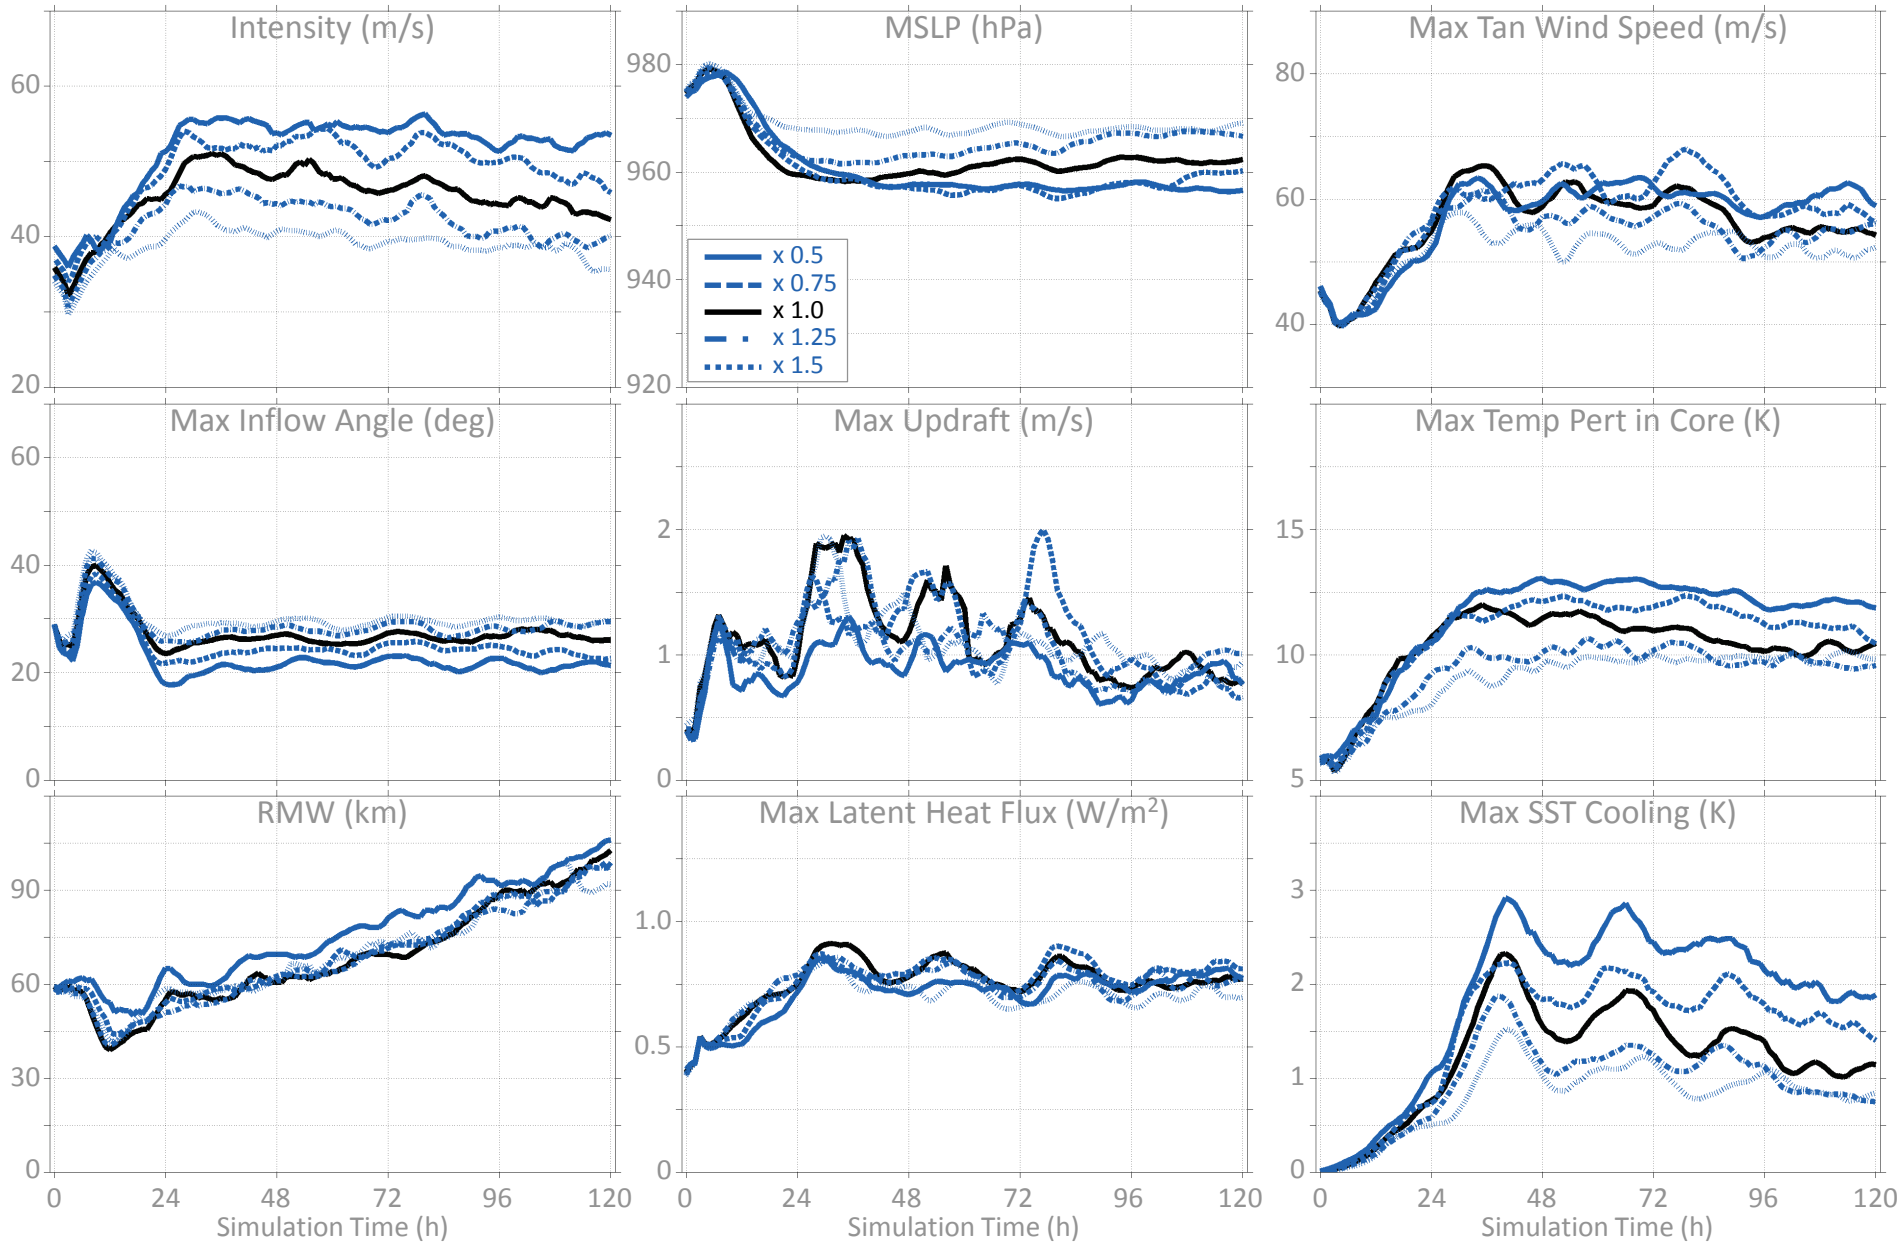 Intensity (m/s)
MSLP (hPa)
Max Tan Wind Speed (m/s)
60
40
20
980
960
940
920
80
60
40
x 0.5
x 0.75
x 1.0
x 1.25
x 1.5
Max Inflow Angle (deg)
Max Updraft (m/s)
Max Temp Pert in Core (K)
60
40
20
0
2
1
0
15
10
5
RMW (km)
Max Latent Heat Flux (W/m²)
Max SST Cooling (K)
90
60
30
0
1.0
0.5
0
3
2
1
0
0 24 48 72 96 120
0 24 48 72 96 120
0 24 48 72 96 120
Simulation Time (h)
Simulation Time (h)
Simulation Time (h)